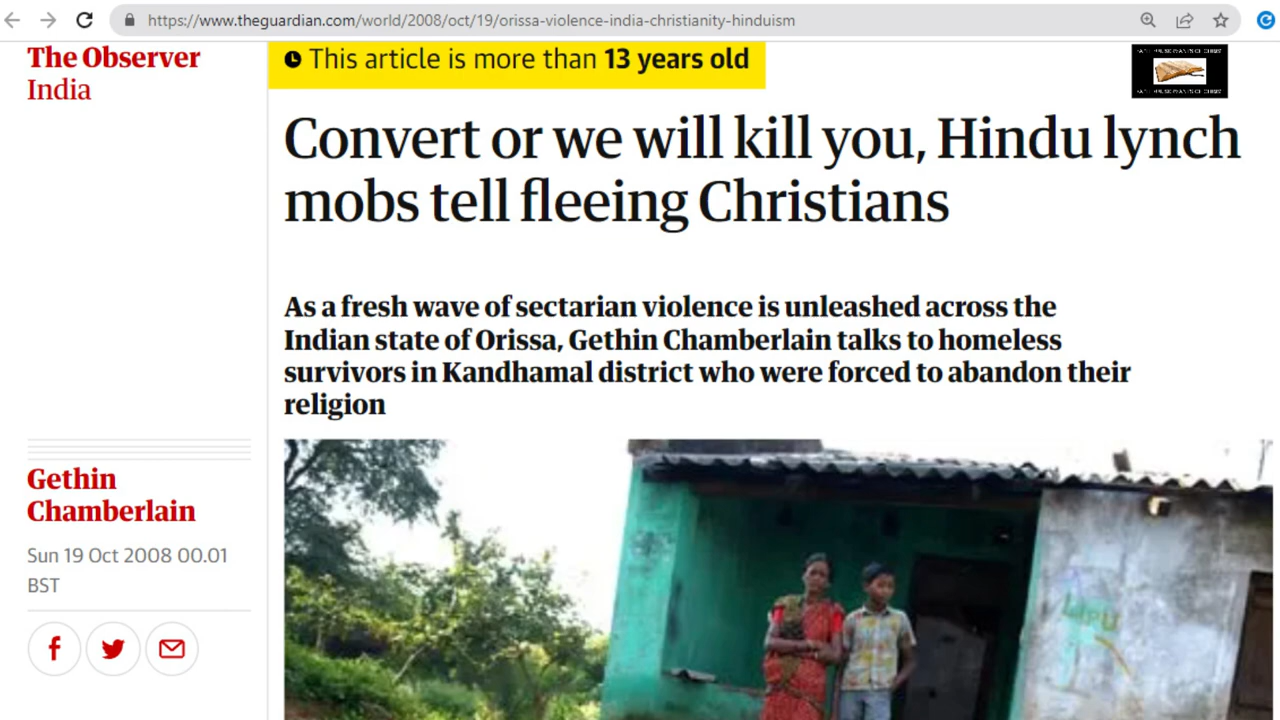 https://www.theguardian.com/world/2008/oct/19/orissa-violence-india-christianity-hinduism
The Observer
India
This article is more than 13 years old
Convert or we will kill you, Hindu lynch
mobs tell fleeing Christians
As a fresh wave of sectarian violence is unleashed across the
Indian state of Orissa, Gethin Chamberlain talks to homeless
survivors in Kandhamal district who were forced to abandon their
religion
Gethin
Chamberlain
Sun 19 Oct 2008 00.01
BST